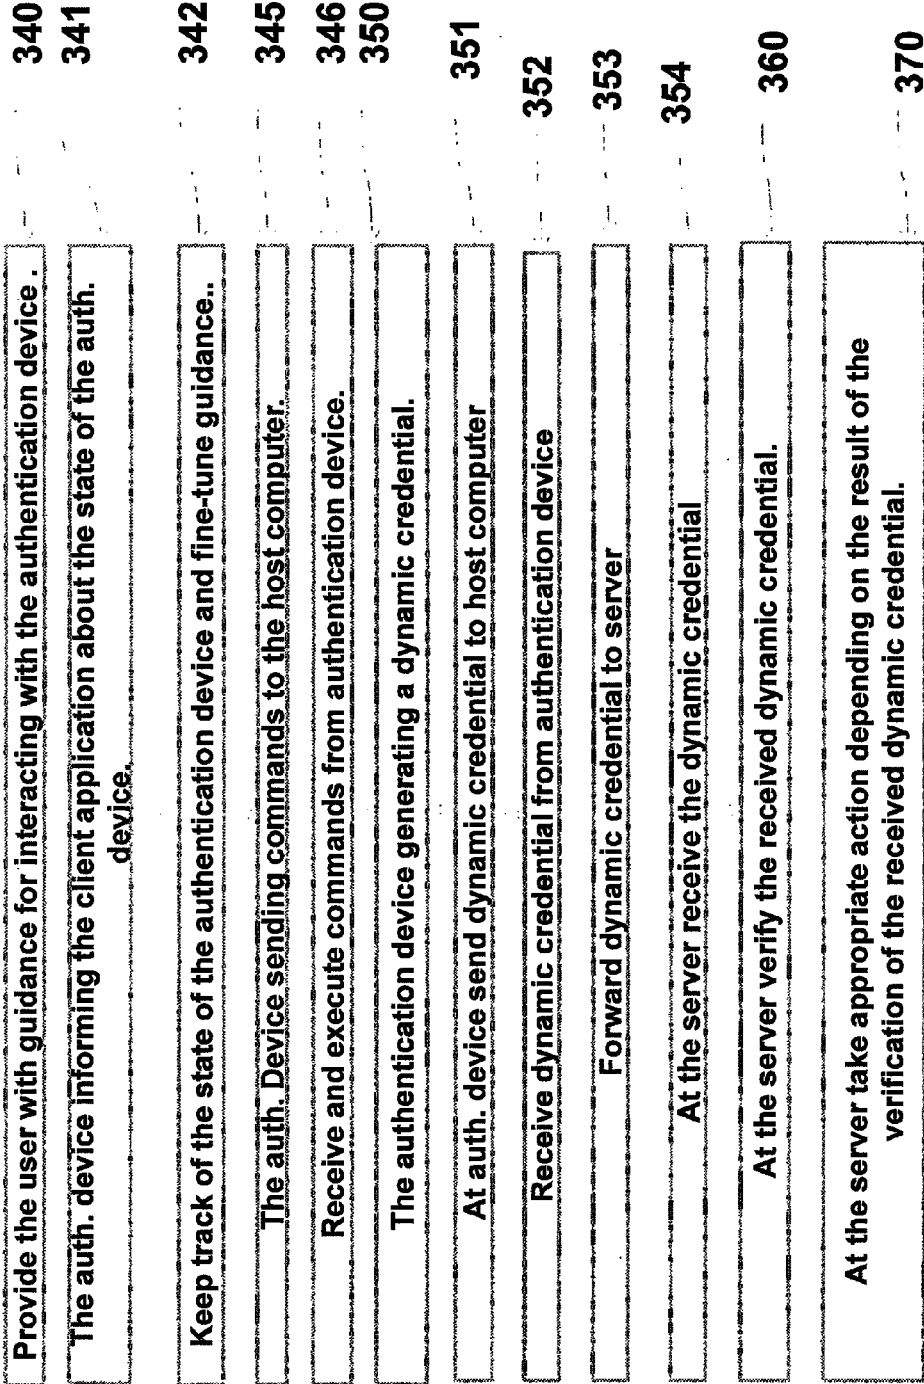 Provide the user with guidance for interacting with the authentication device . 340
The auth. device informing the client application about the state of the auth. 341
device.
Keep track of the state of the authentication device and fine-tune guidance.. 342
The auth. Device sending commands to the host computer. 345
Receive and execute commands from authentication device. 346
The authentication device generating a dynamic credential. 350
At auth. device send dynamic credential to host computer 351
Receive dynamic credential from authentication device 352
Forward dynamic credential to server 353
At the server receive the dynamic credential 354
At the server verify the received dynamic credential. 360
At the server take appropriate action depending on the result of the 370
verification of the received dynamic credential.